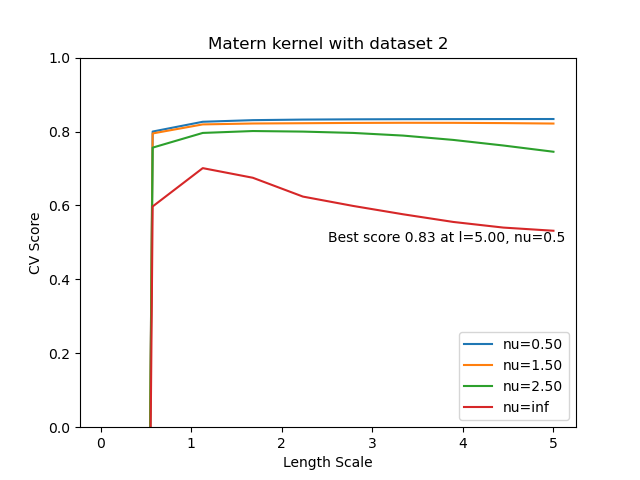 Matern kernel with dataset 2
1.0
0.8
0.6
0.4
0.2
0.0
CV Score
Best score 0.83 at l=5.00, nu=0.5
nu=0.50
nu=1.50
nu=2.50
nu=inf
0 1 2 3 4 5
Length Scale